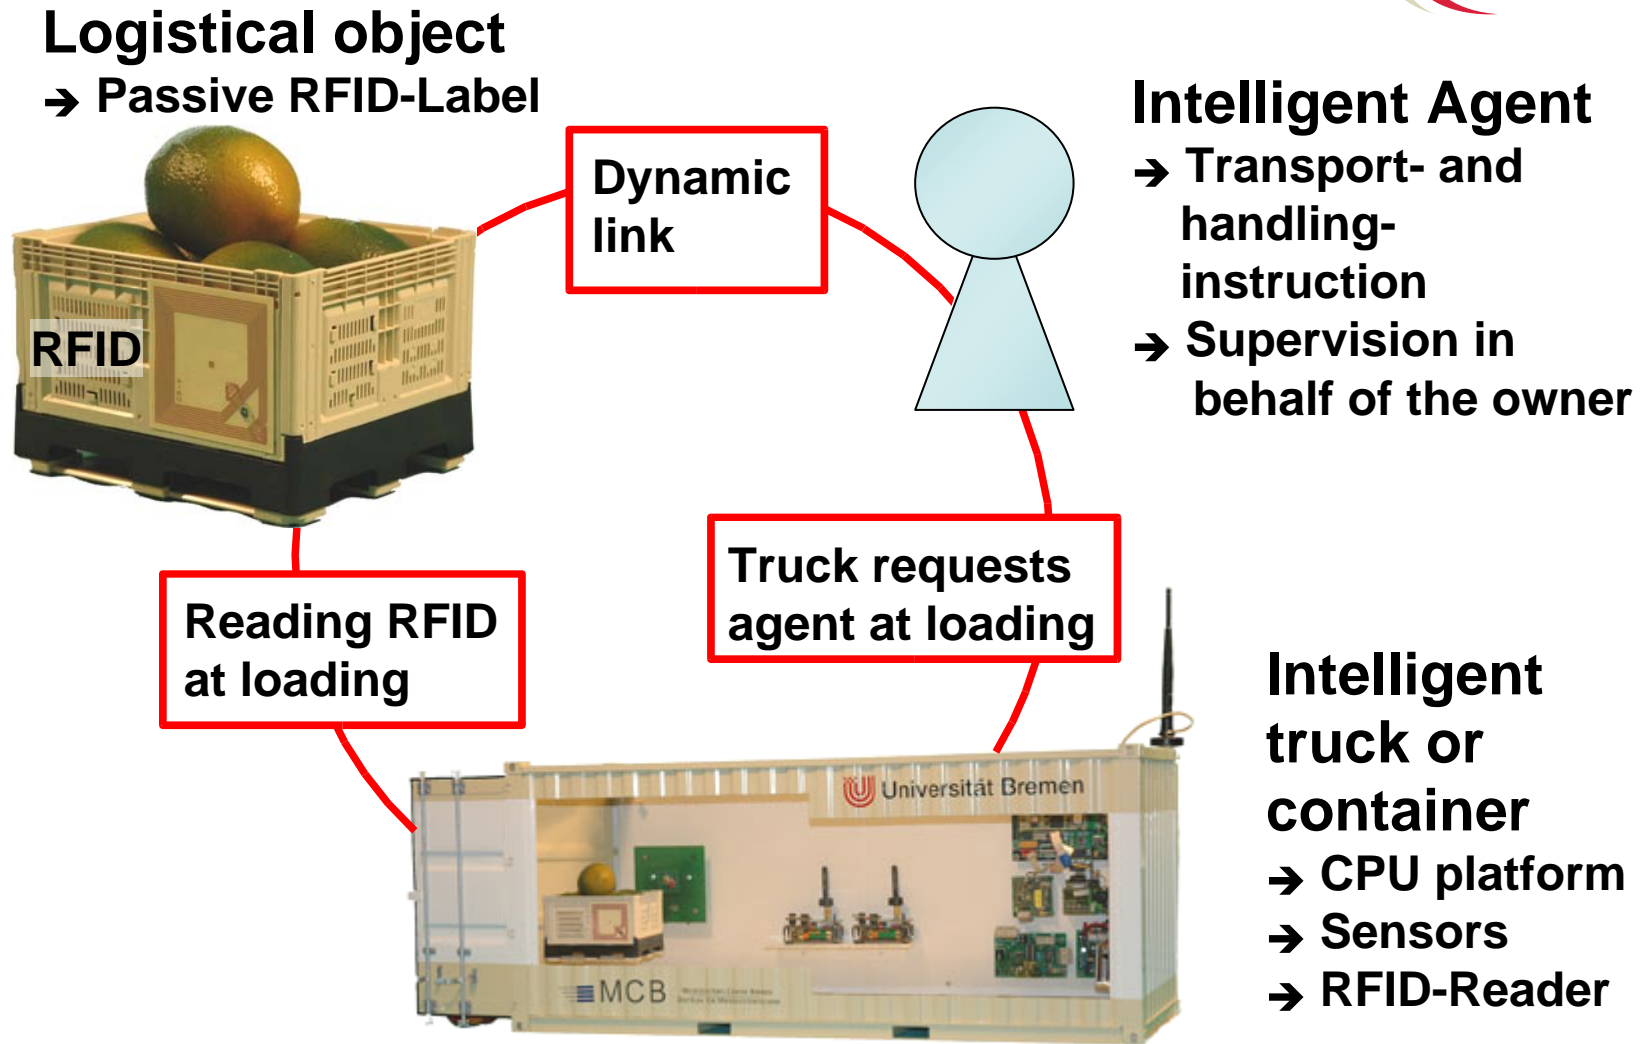 Logistical object
➔ Passive RFID-Label
RFID
Dynamic
link
Intelligent Agent
➔ Transport- and
handling-
instruction
➔ Supervision in
behalf of the owner
Reading RFID
at loading
Truck requests
agent at loading
Universität Bremen
MCB
Intelligent
truck or
container
➔ CPU platform
➔ Sensors
➔ RFID-Reader